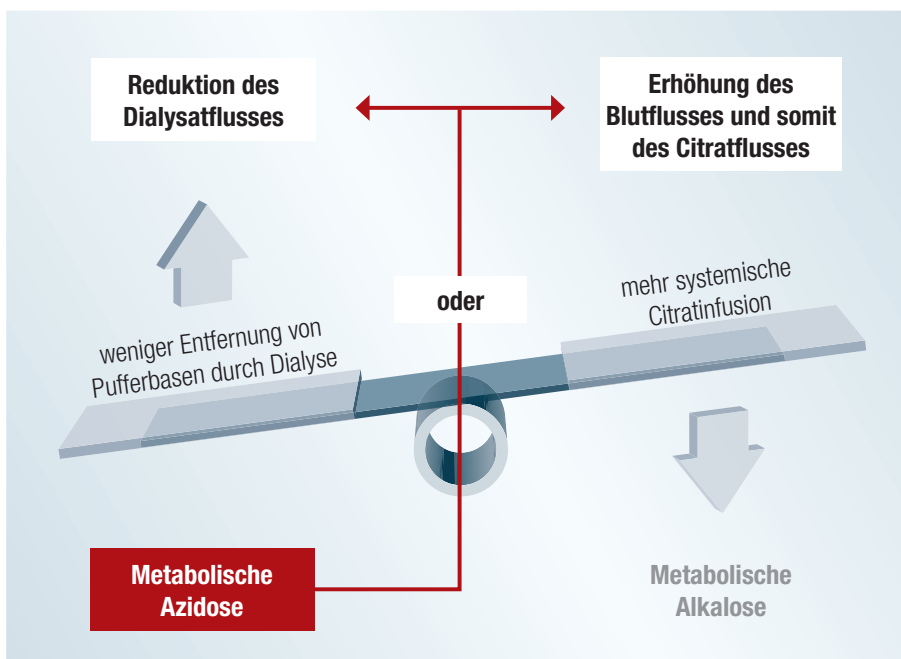 Reduktion des
Dialysatflusses
Erhöhung des
Blutflusses und somit
des Citratflusses
oder
weniger Entfernung von
Pufferbasen durch Dialyse
mehr systemische
Citratinfusion
Metabolische
Azidose
Metabolische
Alkalose